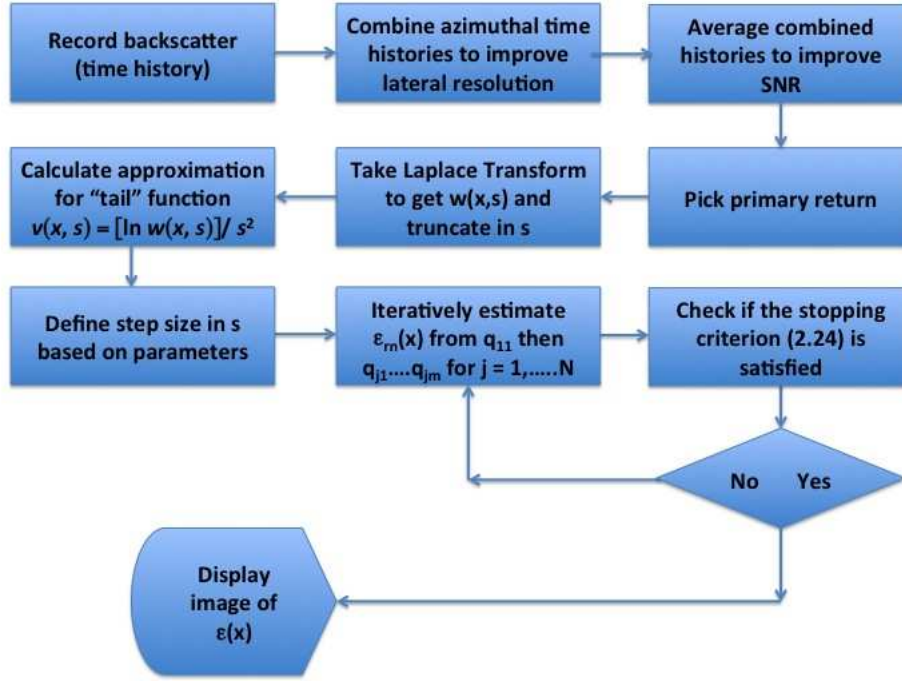 Record backscatter
(time history)
Combine azimuthal time
histories to improve
lateral resolution
Average combined
histories to improve
SNR
Pick primary return
Take Laplace Transform
to get w(x,s) and
truncate in s
Calculate approximation
for “tail” function
v(x, s) = [ln w(x, s)]/ s²
Define step size in s
based on parameters
Iteratively estimate
εrn(x) from q11 then
qj1....qjm for j = 1,.....N
Check if the stopping
criterion (2.24) is
satisfied
No Yes
Display
image of
ε(x)